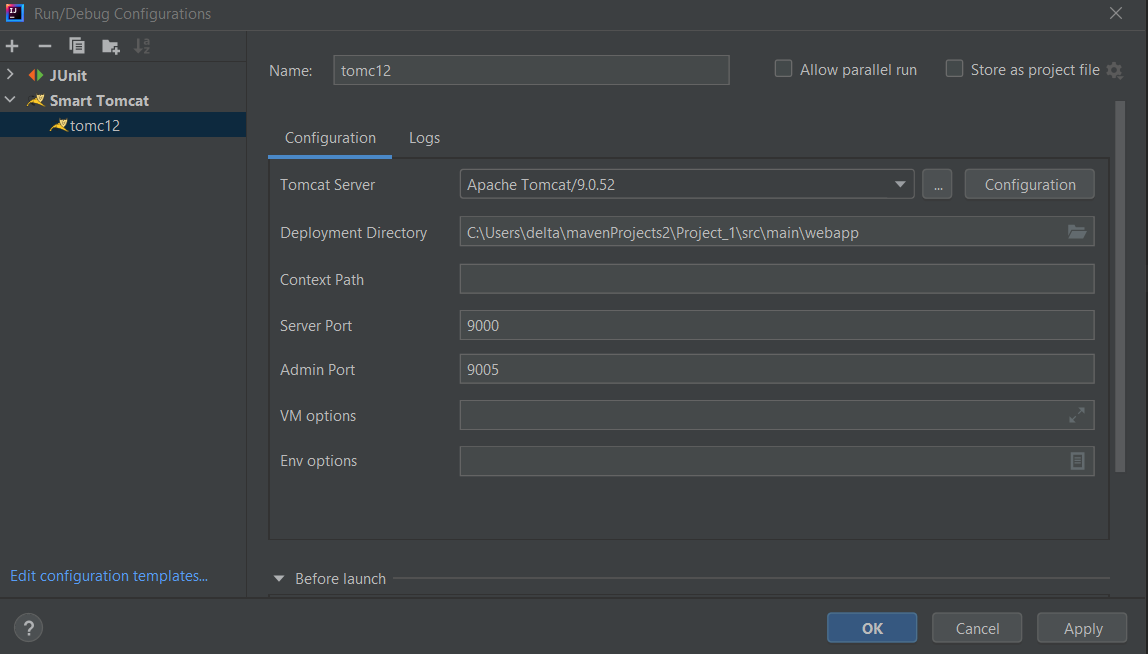 Run/Debug Configurations
JUnit
Smart Tomcat
tomc12
Edit configuration templates...
Name: tomc12 Allow parallel run Store as project file
Configuration Logs
Tomcat Server Apache Tomcat/9.0.52 ... Configuration
Deployment Directory C:\Users\delta\mavenProjects2\Project_1\src\main\webapp
Context Path
Server Port 9000
Admin Port 9005
VM options
Env options
Before launch
? OK Cancel Apply